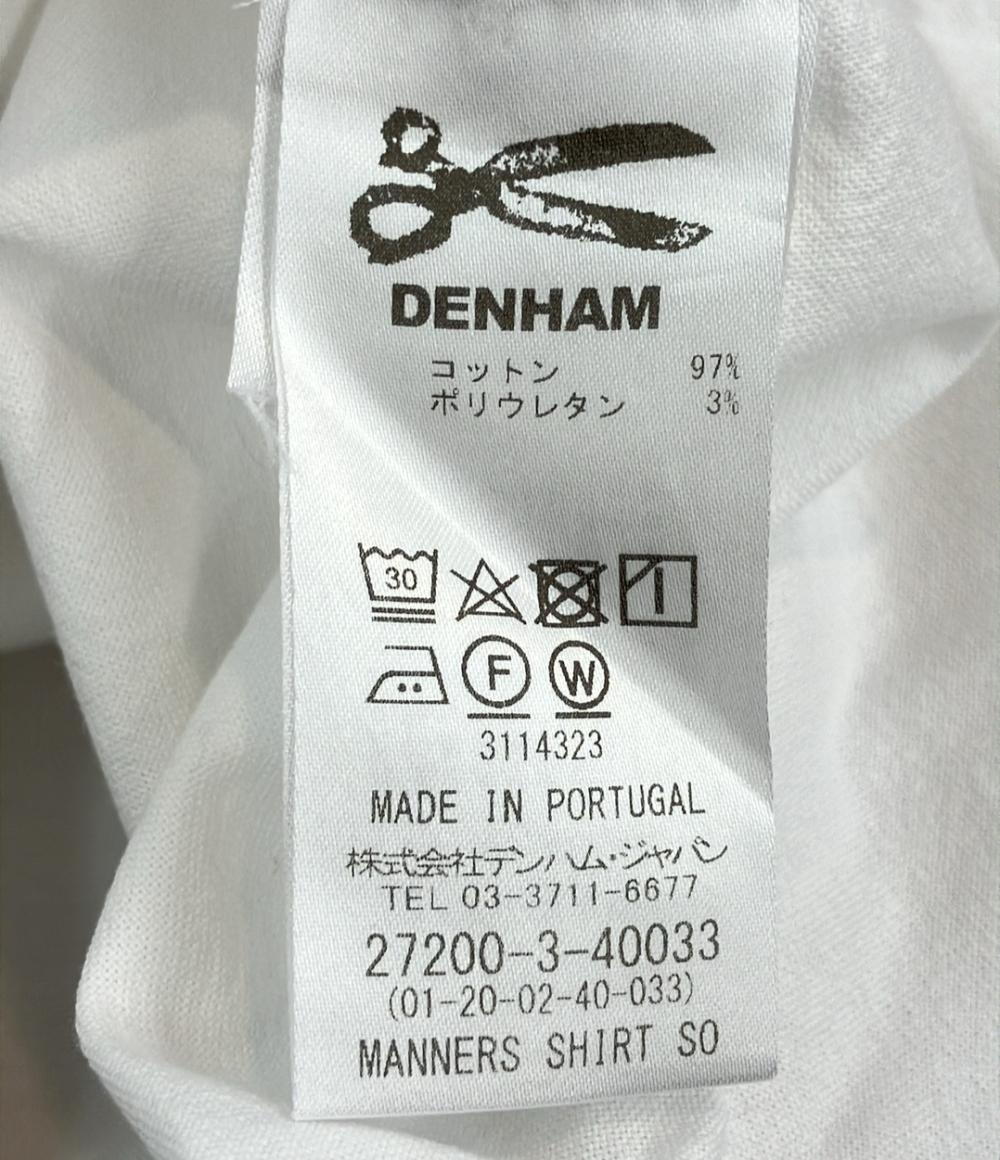 DENHAM
コットン 97%
ポリウレタン 3%
30
F W
3114323
MADE IN PORTUGAL
株式会社デンハム・ジャパン
TEL 03-3711-6677
27200-3-40033
(01-20-02-40-033)
MANNERS SHIRT SO